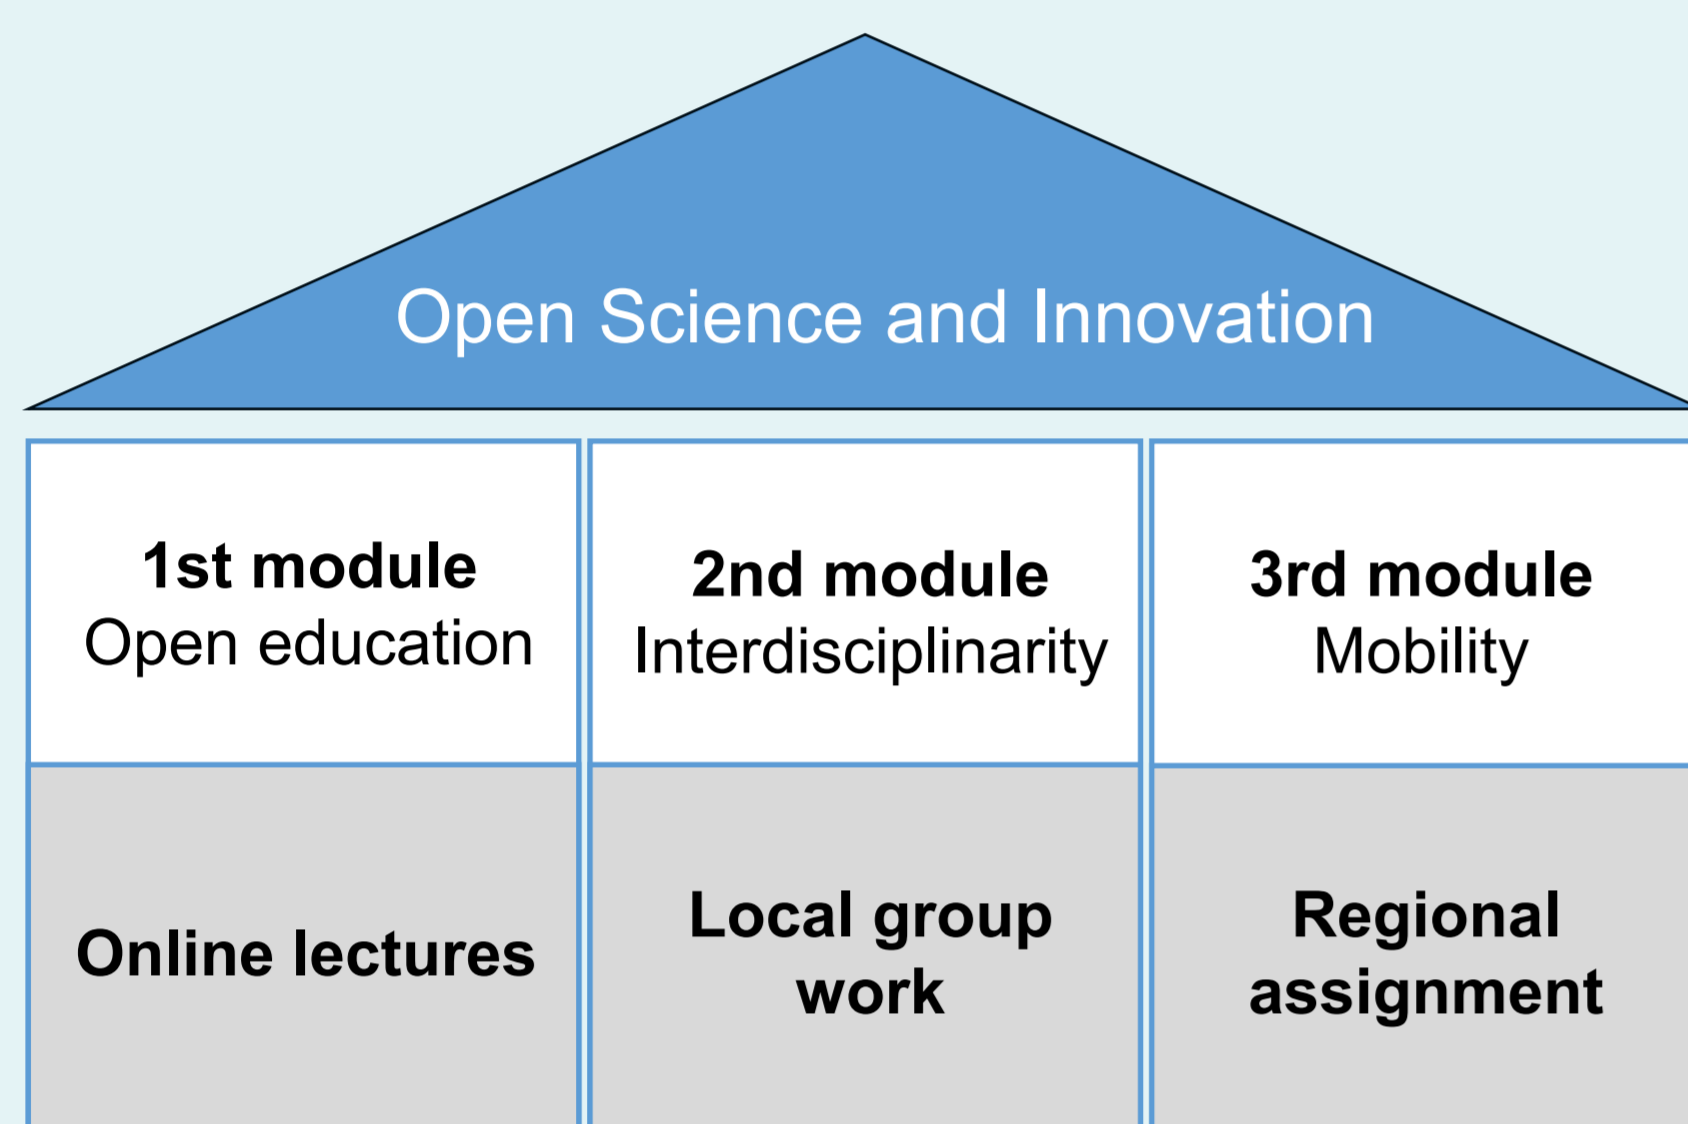 Open Science and Innovation
1st module
Open education
2nd module
Interdisciplinarity
3rd module
Mobility
Online lectures
Local group
work
Regional
assignment